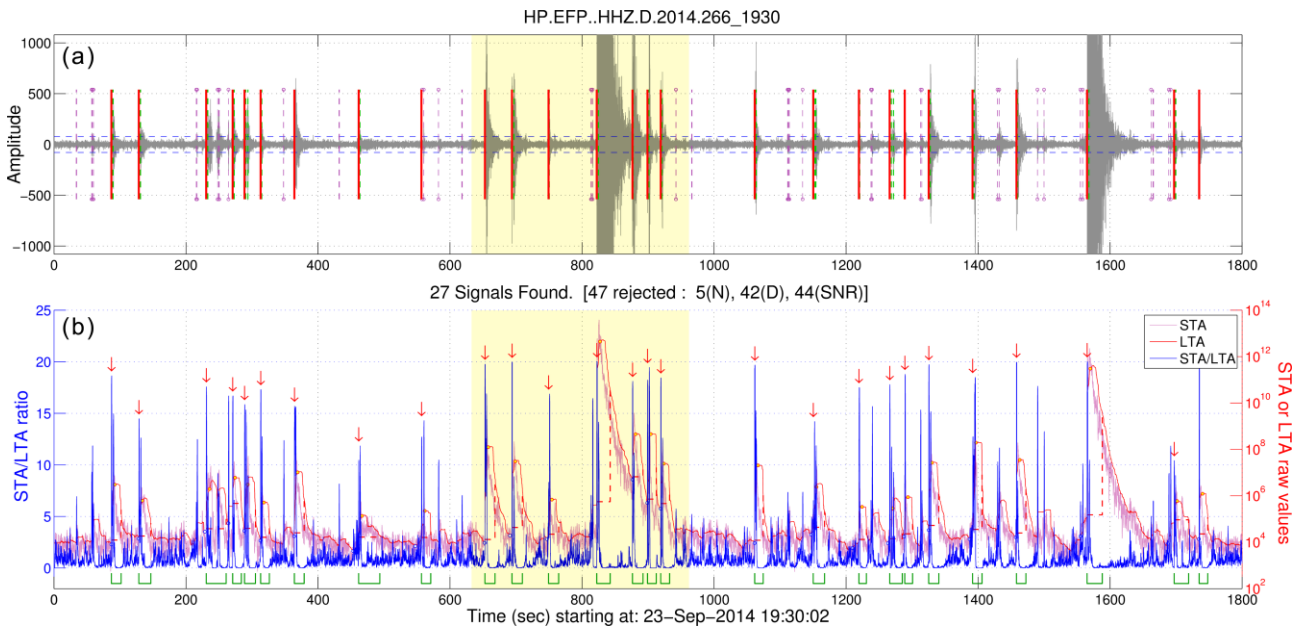 HP.EFP..HHZ.D.2014.266_1930
(a)
Amplitude
1000
500
0
−500
−1000
0 200 400 600 800 1000 1200 1400 1600 1800
27 Signals Found. [47 rejected : 5(N), 42(D), 44(SNR)]
(b)
STA/LTA ratio
25
20
15
10
5
0
STA
LTA
STA/LTA
10^14
10^12
10^10
10^8
10^6
10^4
10^2
STA or LTA raw values
0 200 400 600 800 1000 1200 1400 1600 1800
Time (sec) starting at: 23−Sep−2014 19:30:02